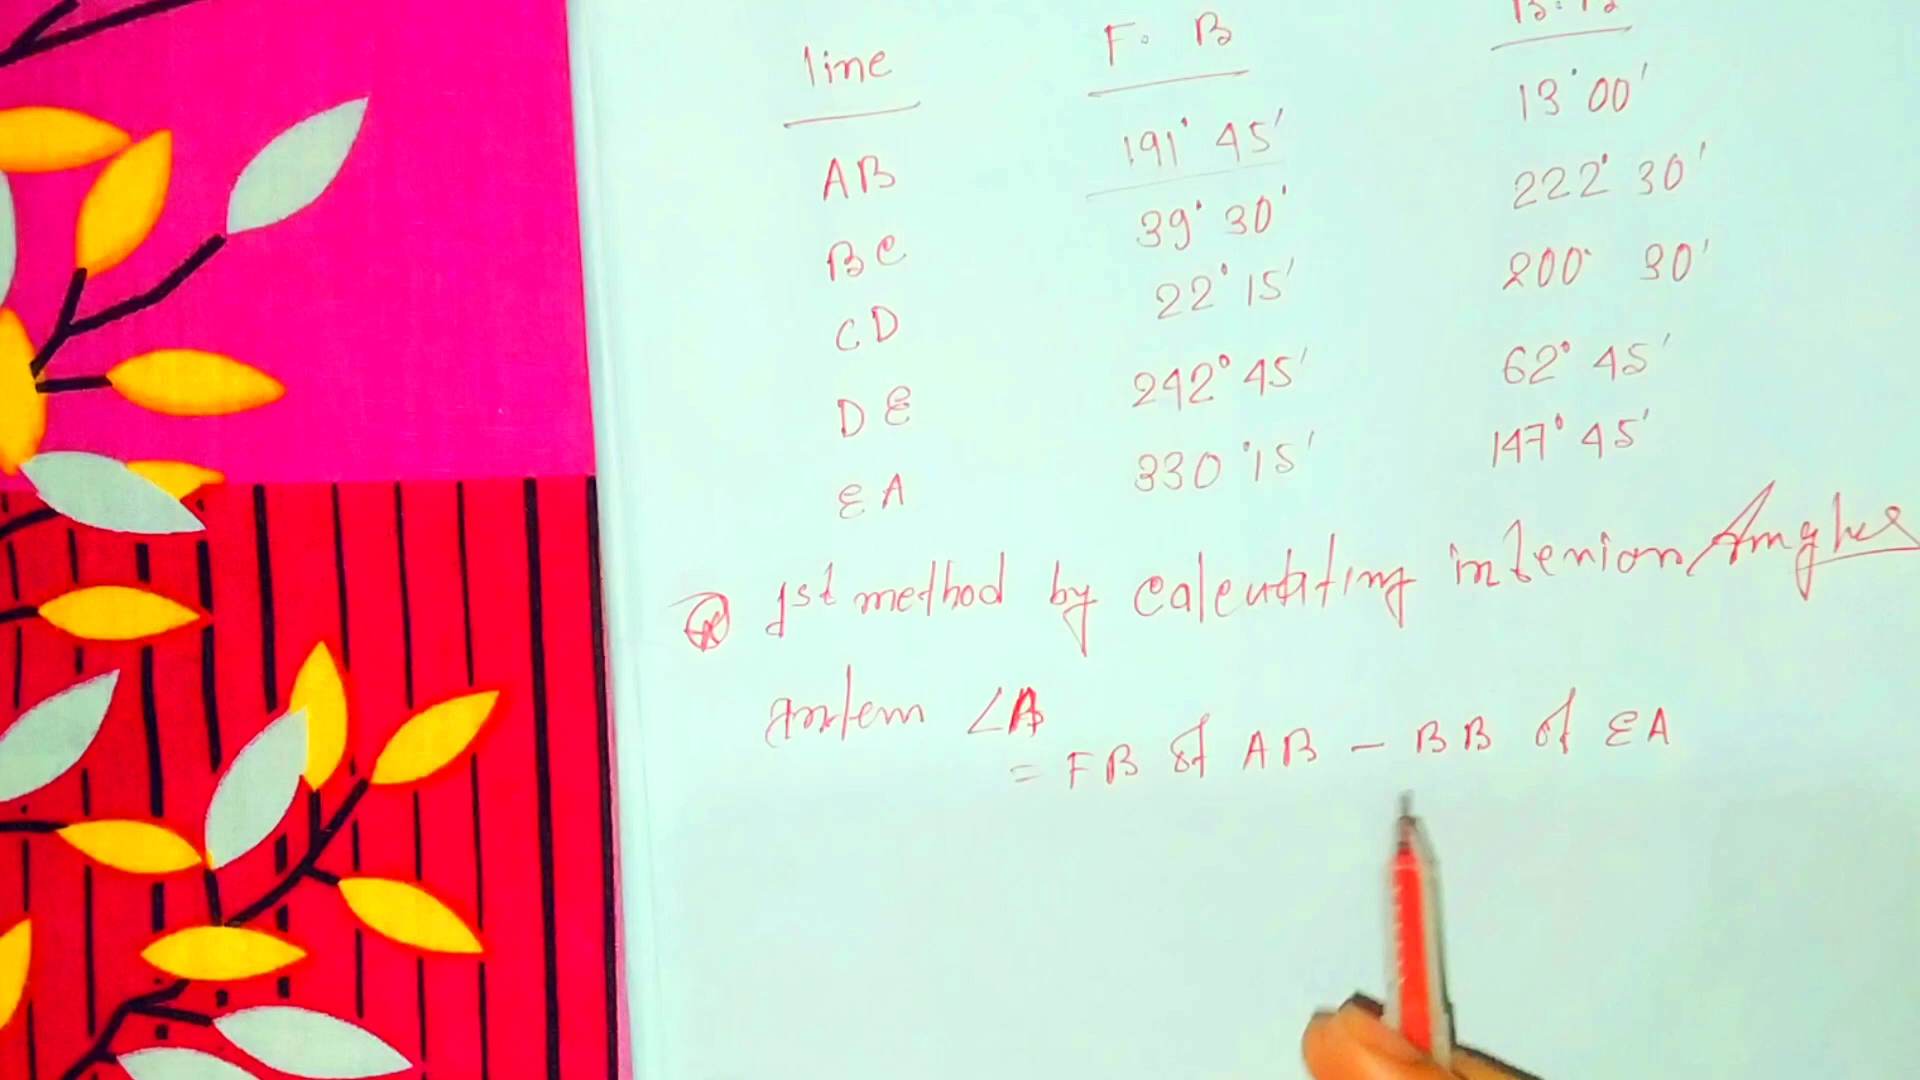 line F. B B.B
AB 191° 45' 13° 00'
BC 39° 30' 222° 30'
CD 22° 15' 200° 30'
DE 242° 45' 62° 45'
EA 330° 15' 147° 45'
1st method by calculating interior Angles
∠A
= FB of AB - BB of EA